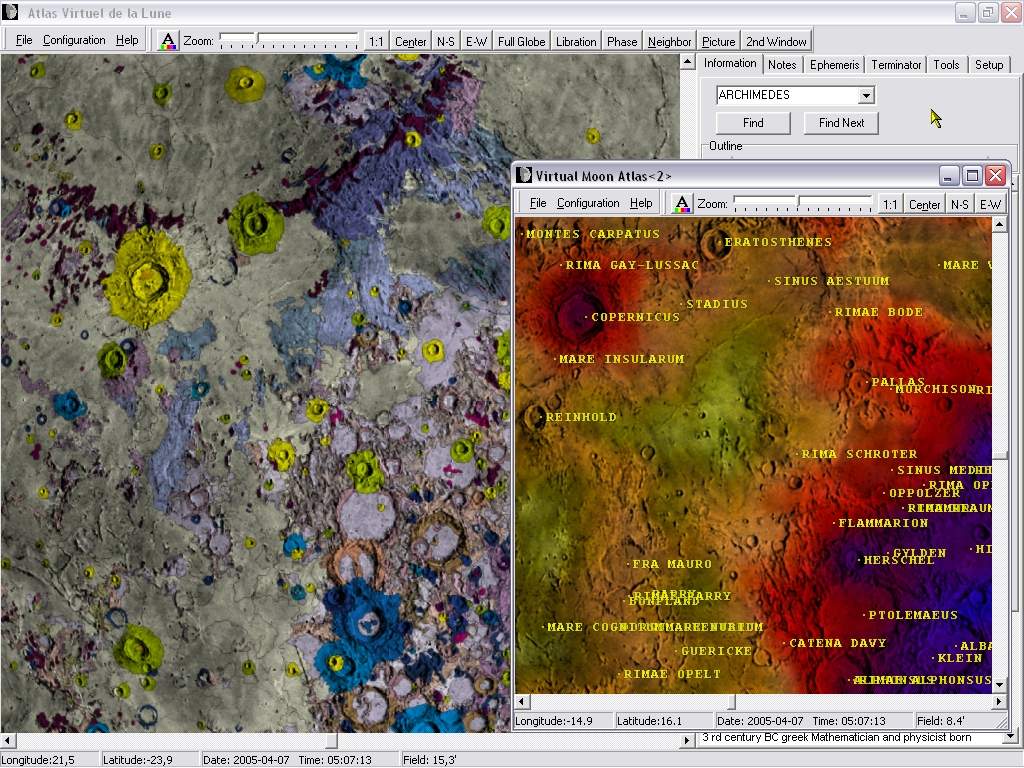 Atlas Virtuel de la Lune
File Configuration Help A Zoom: 1:1 Center N-S E-W Full Globe Libration Phase Neighbor Picture 2nd Window
Information Notes Ephemeris Terminator Tools Setup
ARCHIMEDES
Find Find Next
Outline
Virtual Moon Atlas<2>
File Configuration Help A Zoom: 1:1 Center N-S E-W
MONTES CARPATUS
ERATOSTHENES
RIMA GAY-LUSSAC
MARE V
SINUS AESTUUM
STADIUS
COPERNICUS
RIMAE BODE
MARE INSULARUM
PALLAS
MURCHISON
REINHOLD
RIMA SCHROTER
SINUS MEDII
RIMA OP
OPPOLZER
FLAMMARION
GYLDEN
HERSCHEL
FRA MAURO
BONPLAND
PTOLEMAEUS
MARE COGNITUM
CATENA DAVY
GUERICKE
ALBA
KLEIN
RIMAE OPELT
Longitude:-14.9 Latitude:16.1 Date: 2005-04-07 Time: 05:07:13 Field: 8.4'
3 rd century BC greek Mathematician and physicist born
Longitude:21,5 Latitude:-23,9 Date: 2005-04-07 Time: 05:07:13 Field: 15,3'